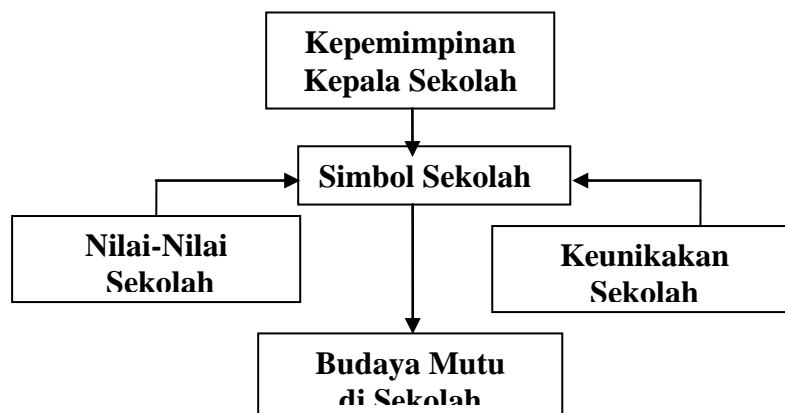 Kepemimpinan
Kepala Sekolah
Simbol Sekolah
Nilai-Nilai
Sekolah
Keunikakan
Sekolah
Budaya Mutu
di Sekolah